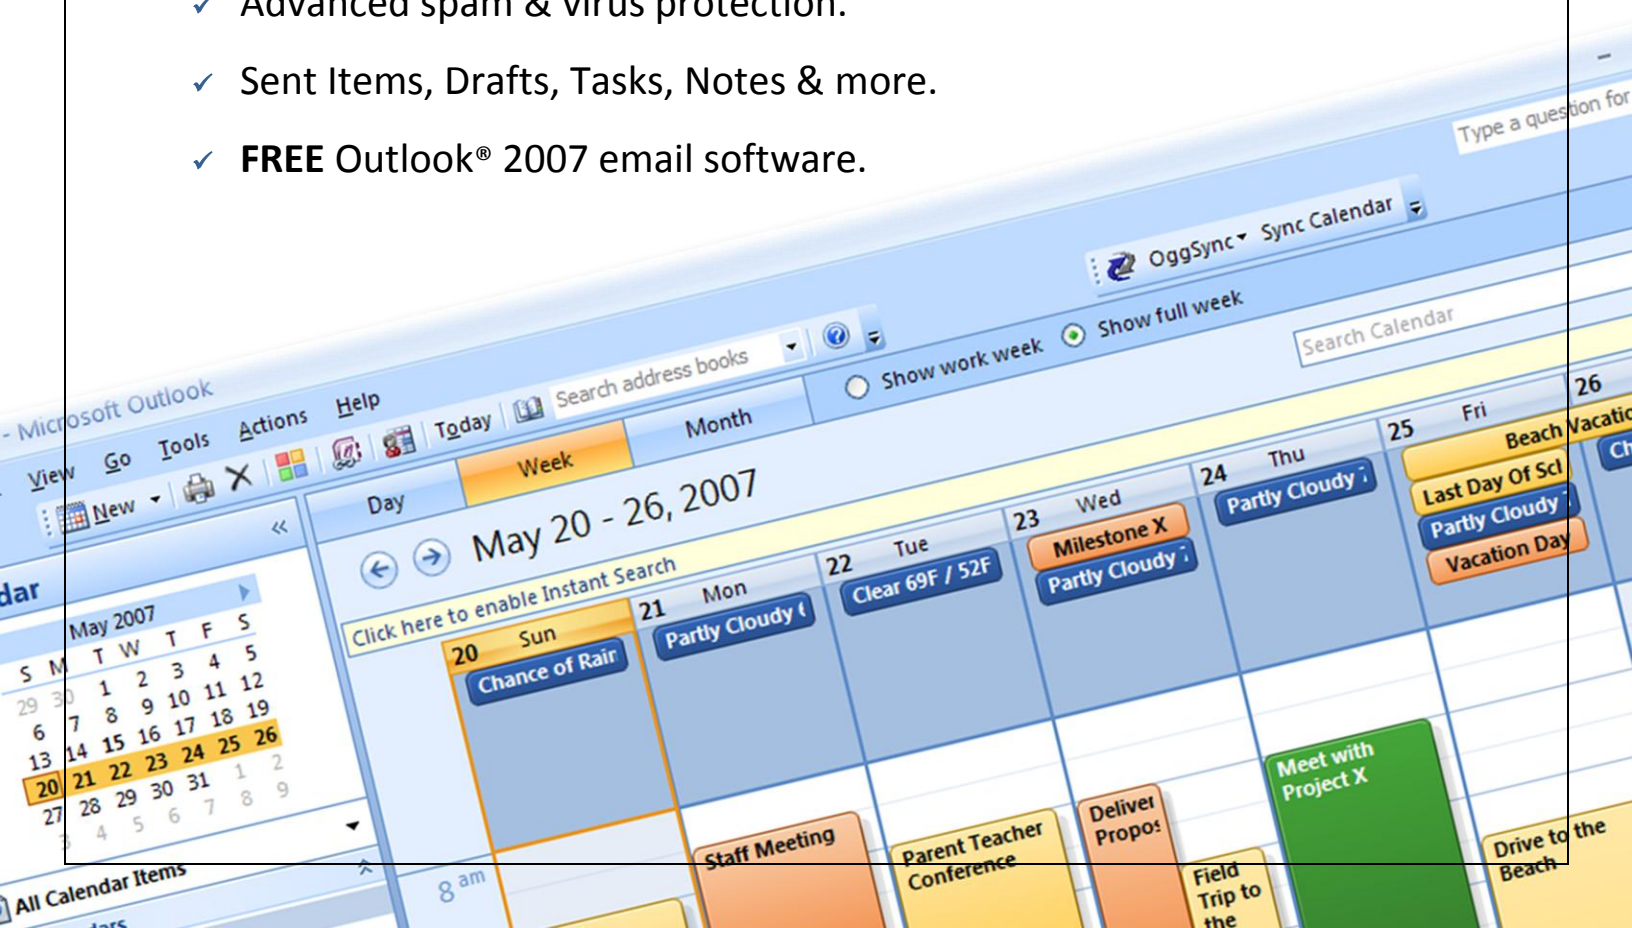 Advanced spam & virus protection.
Sent Items, Drafts, Tasks, Notes & more.
FREE Outlook® 2007 email software.
Type a question for
OggSync Sync Calendar
Show work week Show full week
Search Calendar
- Microsoft Outlook
View Go Tools Actions Help
New Today Search address books
Day Week Month
May 20 - 26, 2007
Click here to enable Instant Search
dar
May 2007
S M T W T F S
29 30 1 2 3 4 5
6 7 8 9 10 11 12
13 14 15 16 17 18 19
20 21 22 23 24 25 26
27 28 29 30 31 1 2
3 4 5 6 7 8 9
All Calendar Items
dars
20 Sun
Chance of Rain
21 Mon
Partly Cloudy 6
22 Tue
Clear 69F / 52F
23 Wed
Milestone X
Partly Cloudy 7
24 Thu
Partly Cloudy 7
25 Fri
Beach Vacatio
Last Day Of Scl
Partly Cloudy
Vacation Day
26
Ch
8 am
Staff Meeting
Parent Teacher
Conference
Deliver
Propos
Field
Trip to
the
Meet with
Project X
Drive to the
Beach